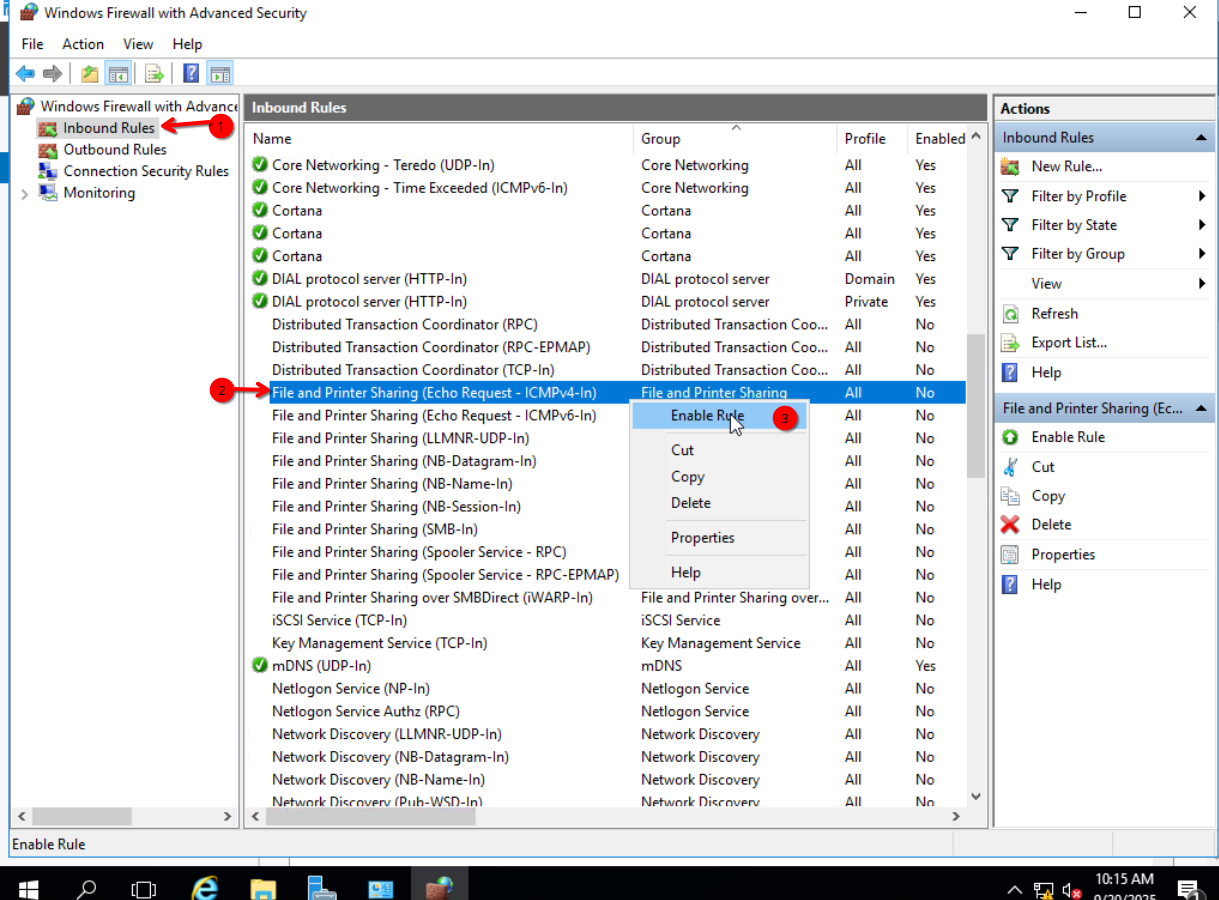 Windows Firewall with Advanced Security
File Action View Help
Windows Firewall with Advance
Inbound Rules
1
Outbound Rules
Connection Security Rules
Monitoring
Inbound Rules
Name Group Profile Enabled
Core Networking - Teredo (UDP-In) Core Networking All Yes
Core Networking - Time Exceeded (ICMPv6-In) Core Networking All Yes
Cortana Cortana All Yes
Cortana Cortana All Yes
Cortana Cortana All Yes
DIAL protocol server (HTTP-In) DIAL protocol server Domain Yes
DIAL protocol server (HTTP-In) DIAL protocol server Private Yes
Distributed Transaction Coordinator (RPC) Distributed Transaction Coo... All No
Distributed Transaction Coordinator (RPC-EPMAP) Distributed Transaction Coo... All No
Distributed Transaction Coordinator (TCP-In) Distributed Transaction Coo... All No
2 File and Printer Sharing (Echo Request - ICMPv4-In) File and Printer Sharing All No
File and Printer Sharing (Echo Request - ICMPv6-In) All No
File and Printer Sharing (LLMNR-UDP-In) All No
File and Printer Sharing (NB-Datagram-In) All No
File and Printer Sharing (NB-Name-In) All No
File and Printer Sharing (NB-Session-In) All No
File and Printer Sharing (SMB-In) All No
File and Printer Sharing (Spooler Service - RPC) All No
File and Printer Sharing (Spooler Service - RPC-EPMAP) All No
File and Printer Sharing over SMBDirect (iWARP-In) File and Printer Sharing over... All No
iSCSI Service (TCP-In) iSCSI Service All No
Key Management Service (TCP-In) Key Management Service All No
mDNS (UDP-In) mDNS All Yes
Netlogon Service (NP-In) Netlogon Service All No
Netlogon Service Authz (RPC) Netlogon Service All No
Network Discovery (LLMNR-UDP-In) Network Discovery All No
Network Discovery (NB-Datagram-In) Network Discovery All No
Network Discovery (NB-Name-In) Network Discovery All No
Network Discovery (Pub-WSD-In) Network Discovery All No
Enable Rule 3
Cut
Copy
Delete
Properties
Help
Actions
Inbound Rules
New Rule...
Filter by Profile
Filter by State
Filter by Group
View
Refresh
Export List...
Help
File and Printer Sharing (Ec...
Enable Rule
Cut
Copy
Delete
Properties
Help
Enable Rule
10:15 AM
9/29/2025
1